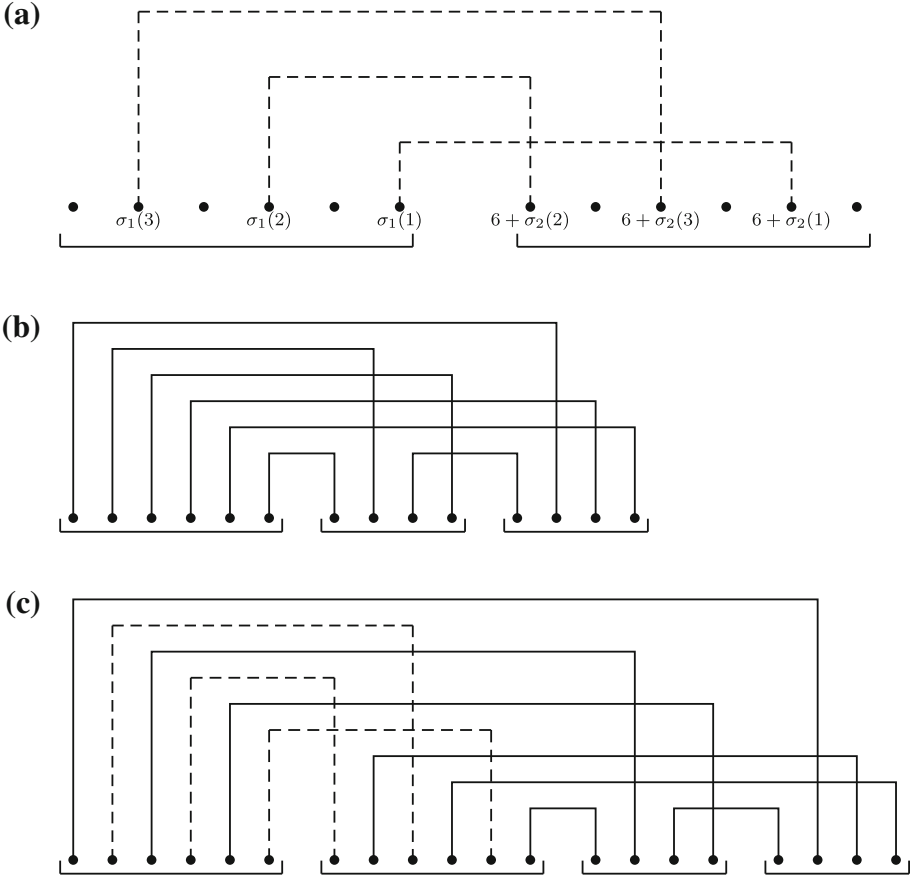 (a)
σ₁(3) σ₁(2) σ₁(1) 6 + σ₂(2) 6 + σ₂(3) 6 + σ₂(1)
(b)
(c)